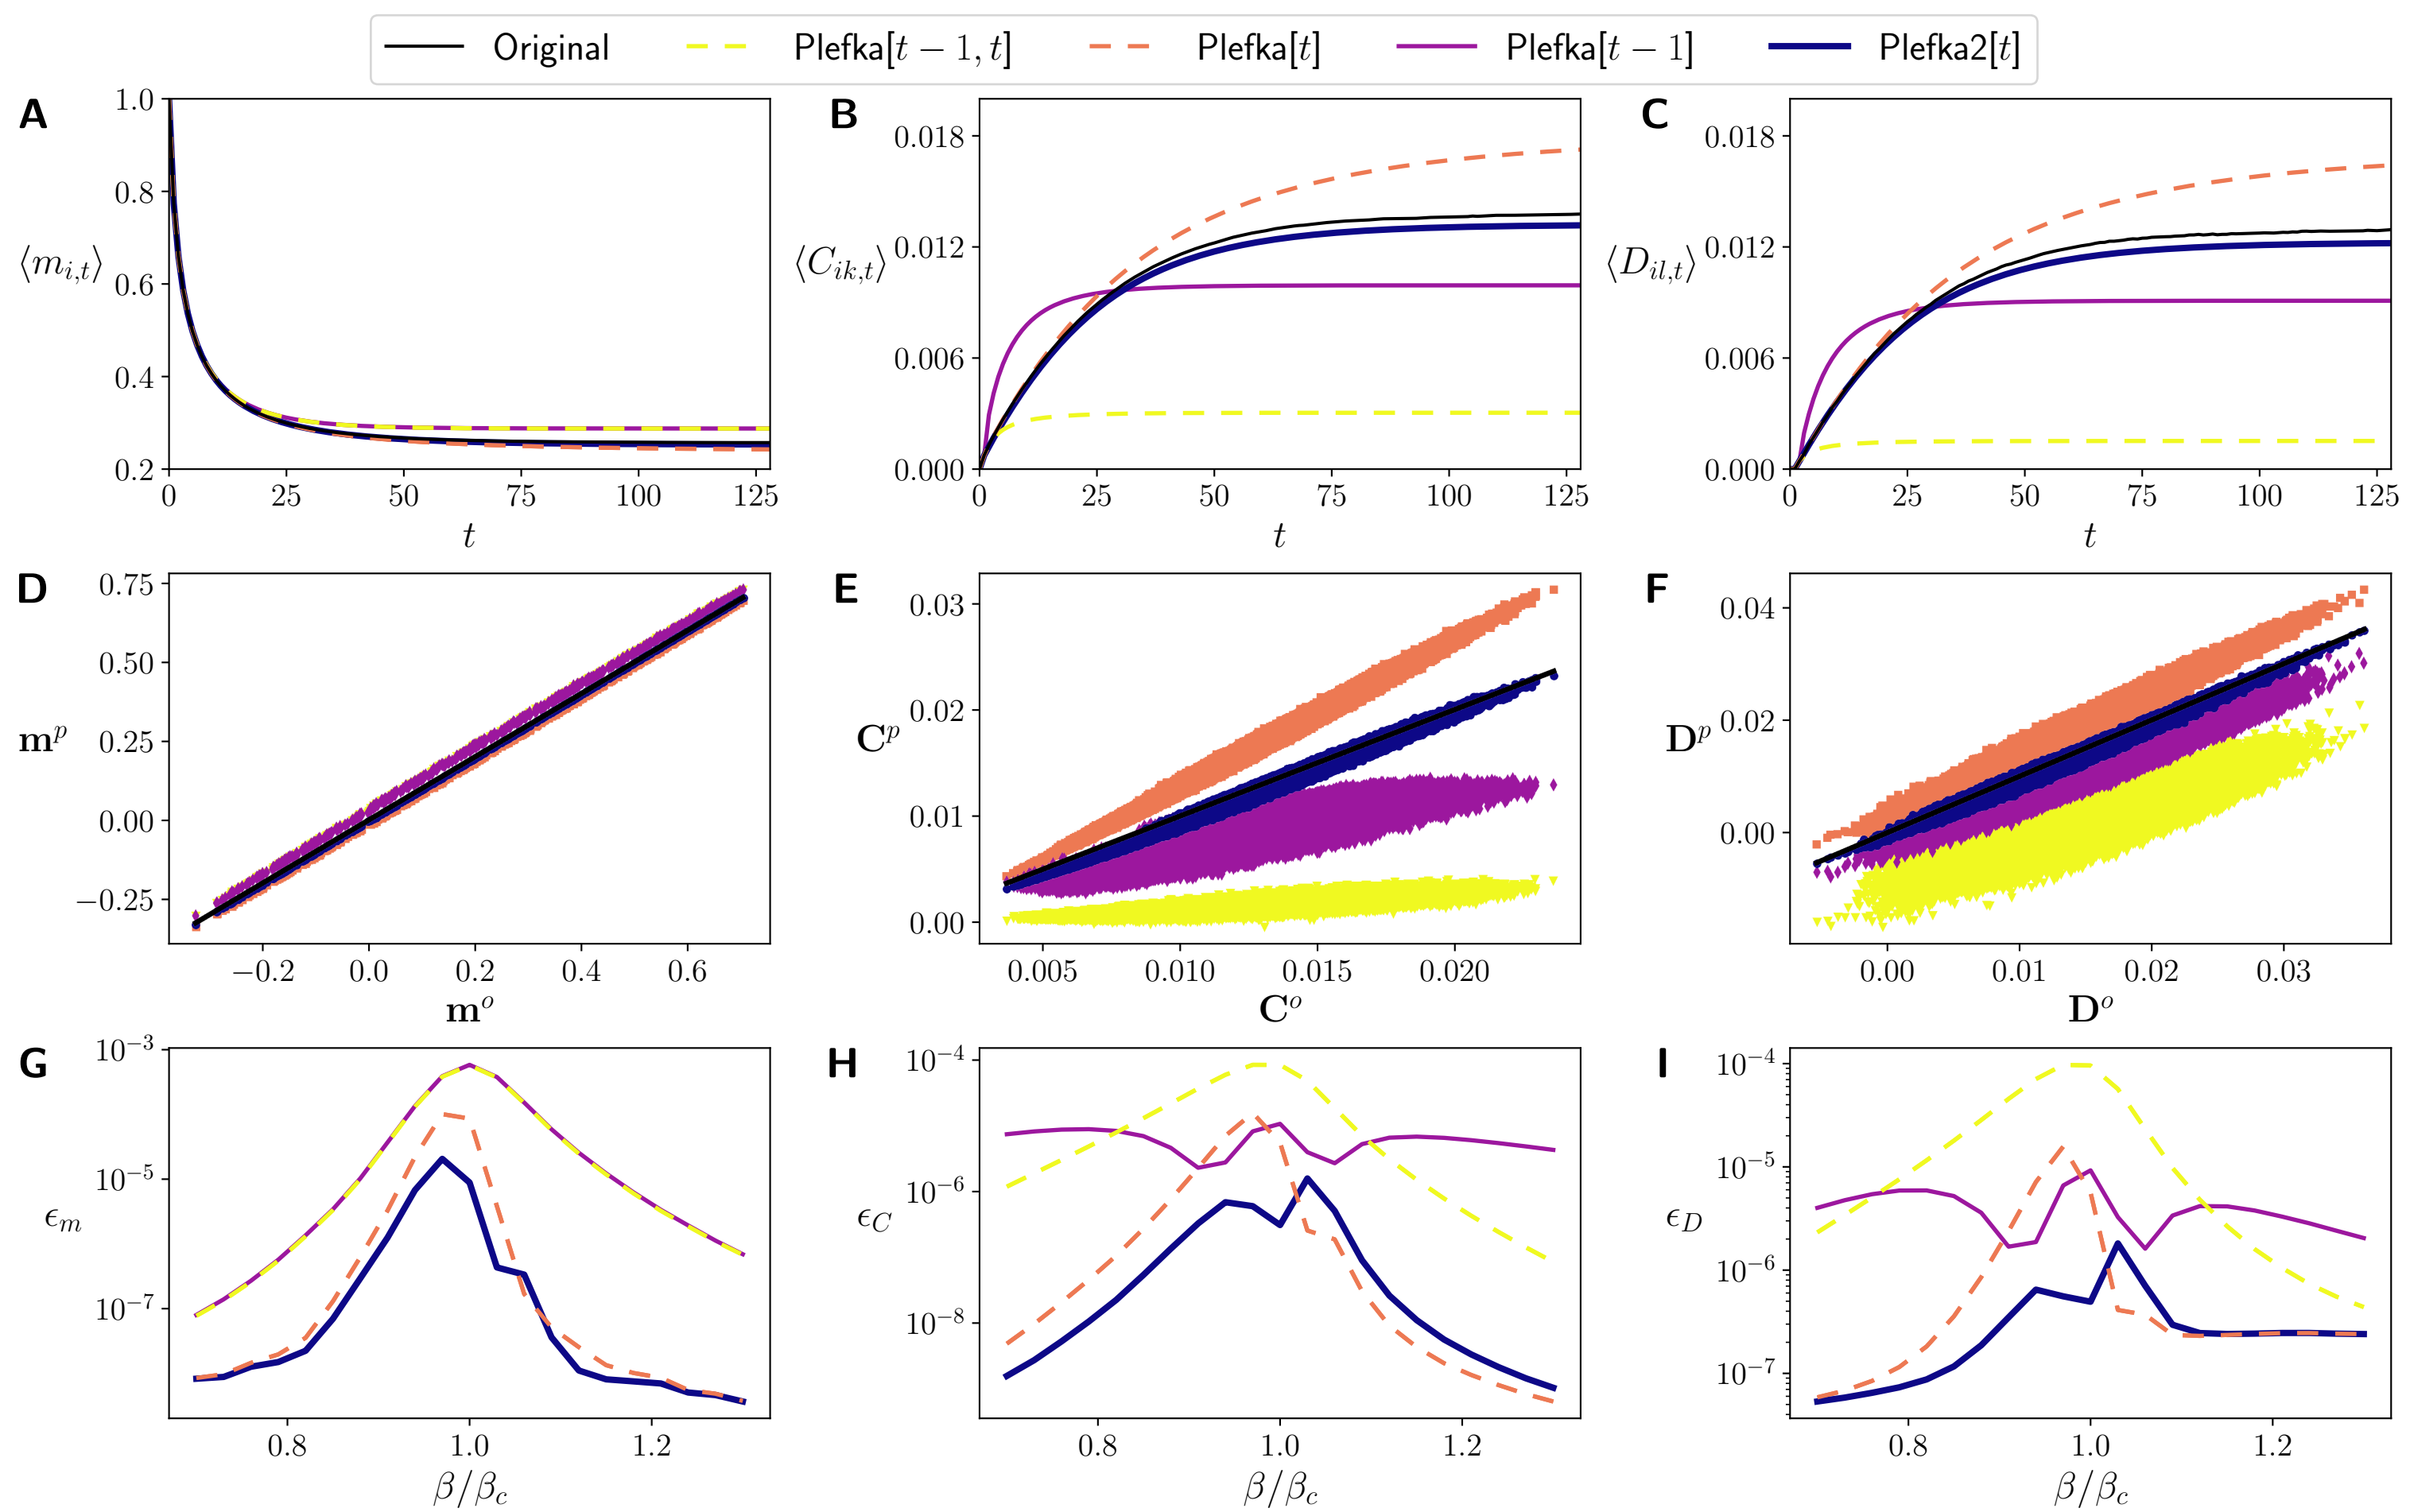 Original Plefka[t − 1, t] Plefka[t] Plefka[t − 1] Plefka2[t]
A
1.0
0.8
0.6
0.4
0.2
⟨m_{i,t}⟩
0 25 50 75 100 125
t
B
0.018
0.012
0.006
0.000
⟨C_{ik,t}⟩
0 25 50 75 100 125
t
C
0.018
0.012
0.006
0.000
⟨D_{il,t}⟩
0 25 50 75 100 125
t
D
0.75
0.50
0.25
0.00
−0.25
m^p
−0.2 0.0 0.2 0.4 0.6
m^o
E
0.03
0.02
0.01
0.00
C^p
0.005 0.010 0.015 0.020
C^o
F
0.04
0.02
0.00
D^p
0.00 0.01 0.02 0.03
D^o
G
10^{−3}
10^{−5}
10^{−7}
ϵ_m
0.8 1.0 1.2
β/β_c
H
10^{−4}
10^{−6}
10^{−8}
ϵ_C
0.8 1.0 1.2
β/β_c
I
10^{−4}
10^{−5}
10^{−6}
10^{−7}
ϵ_D
0.8 1.0 1.2
β/β_c